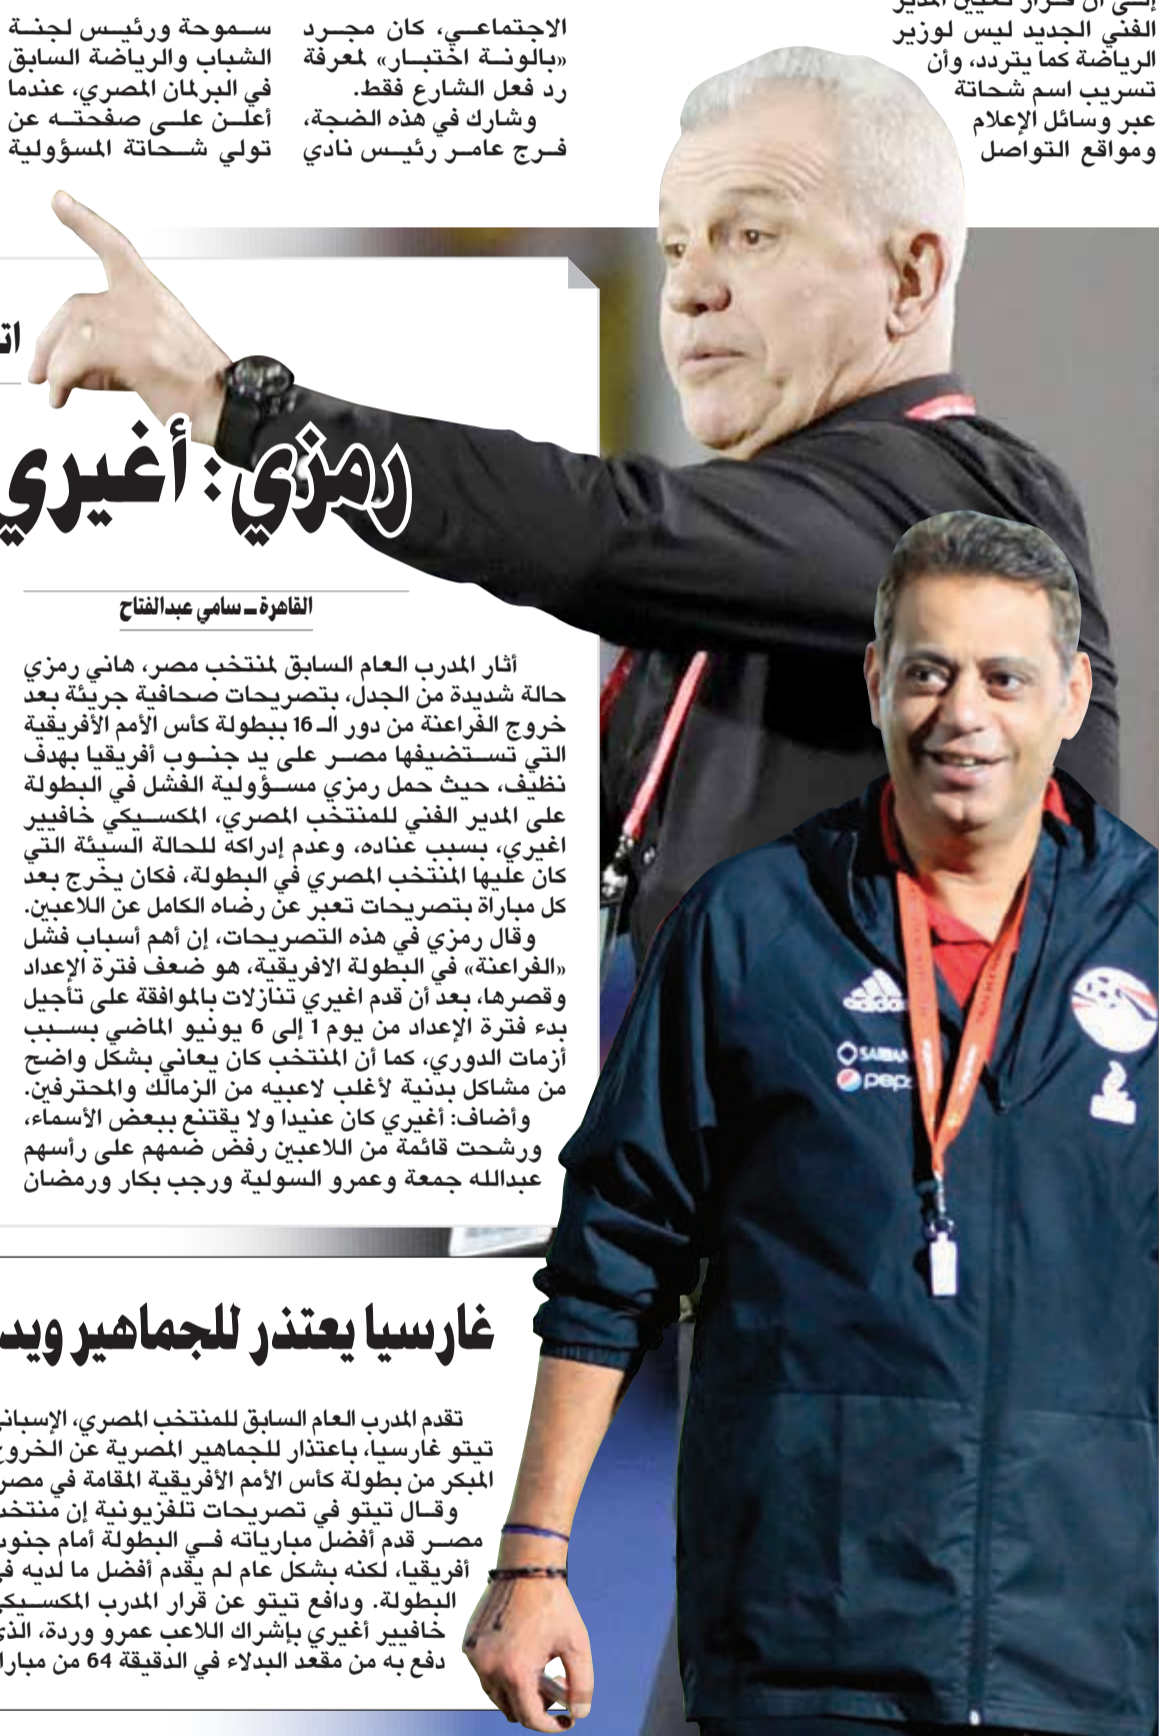 إلى أن قرار تعيين المدير
الفني الجديد ليس لوزير
الرياضة كما يتردد، وأن
تسريب اسم شحاتة
عبر وسائل الإعلام
ومواقع التواصل
الاجتماعي، كان مجرد
«بالونة اختبار» لمعرفة
رد فعل الشارع فقط.
وشارك في هذه الضجة،
فرج عامر رئيس نادي
سموحة ورئيس لجنة
الشباب والرياضة السابق
في البرلمان المصري، عندما
أعلن على صفحته عن
تولي شحاتة المسؤولية
رمزي: أغيري
القاهرة ـ سامي عبدالفتاح
أثار المدرب العام السابق لمنتخب مصر، هاني رمزي
حالة شديدة من الجدل، بتصريحات صحافية جريئة بعد
خروج الفراعنة من دور الـ 16 ببطولة كأس الأمم الأفريقية
التي تستضيفها مصر على يد جنوب أفريقيا بهدف
نظيف، حيث حمل رمزي مسؤولية الفشل في البطولة
على المدير الفني للمنتخب المصري، المكسيكي خافيير
اغيري، بسبب عناده، وعدم إدراكه للحالة السيئة التي
كان عليها المنتخب المصري في البطولة، فكان يخرج بعد
كل مباراة بتصريحات تعبر عن رضاه الكامل عن اللاعبين.
وقال رمزي في هذه التصريحات، إن أهم أسباب فشل
«الفراعنة» في البطولة الافريقية، هو ضعف فترة الإعداد
وقصرها، بعد أن قدم اغيري تنازلات بالموافقة على تأجيل
بدء فترة الإعداد من يوم 1 إلى 6 يونيو الماضي بسبب
أزمات الدوري، كما أن المنتخب كان يعاني بشكل واضح
من مشاكل بدنية لأغلب لاعبيه من الزمالك والمحترفين.
وأضاف: أغيري كان عنيدا ولا يقتنع ببعض الأسماء،
ورشحت قائمة من اللاعبين رفض ضمهم على رأسهم
عبدالله جمعة وعمرو السولية ورجب بكار ورمضان
غارسيا يعتذر للجماهير ويد
تقدم المدرب العام السابق للمنتخب المصري، الإسباني
تيتو غارسيا، باعتذار للجماهير المصرية عن الخروج
المبكر من بطولة كأس الأمم الأفريقية المقامة في مصر
وقال تيتو في تصريحات تلفزيونية إن منتخب
مصر قدم أفضل مبارياته في البطولة أمام جنوب
أفريقيا، لكنه بشكل عام لم يقدم أفضل ما لديه في
البطولة. ودافع تيتو عن قرار المدرب المكسيكي
خافيير أغيري بإشراك اللاعب عمرو وردة، الذي
دفع به من مقعد البدلاء في الدقيقة 64 من مباراة
adidas
pepsi